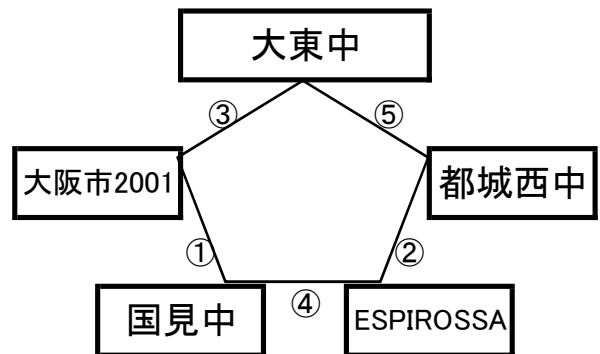 大東中
③
⑤
大阪市2001
都城西中
①
②
国見中
④
ESPIROSSA